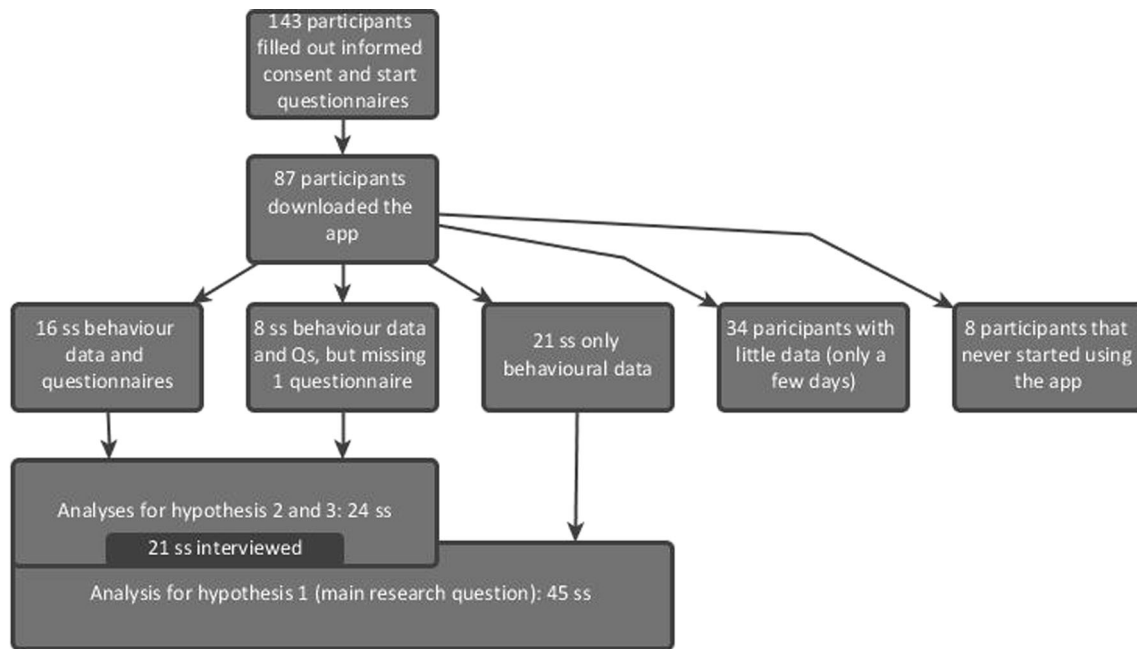 143 participants
filled out informed
consent and start
questionnaires
87 participants
downloaded the
app
16 ss behaviour
data and
questionnaires
8 ss behaviour data
and Qs, but missing
1 questionnaire
21 ss only
behavioural data
34 paricipants with
little data (only a
few days)
8 participants that
never started using
the app
Analyses for hypothesis 2 and 3: 24 ss
21 ss interviewed
Analysis for hypothesis 1 (main research question): 45 ss